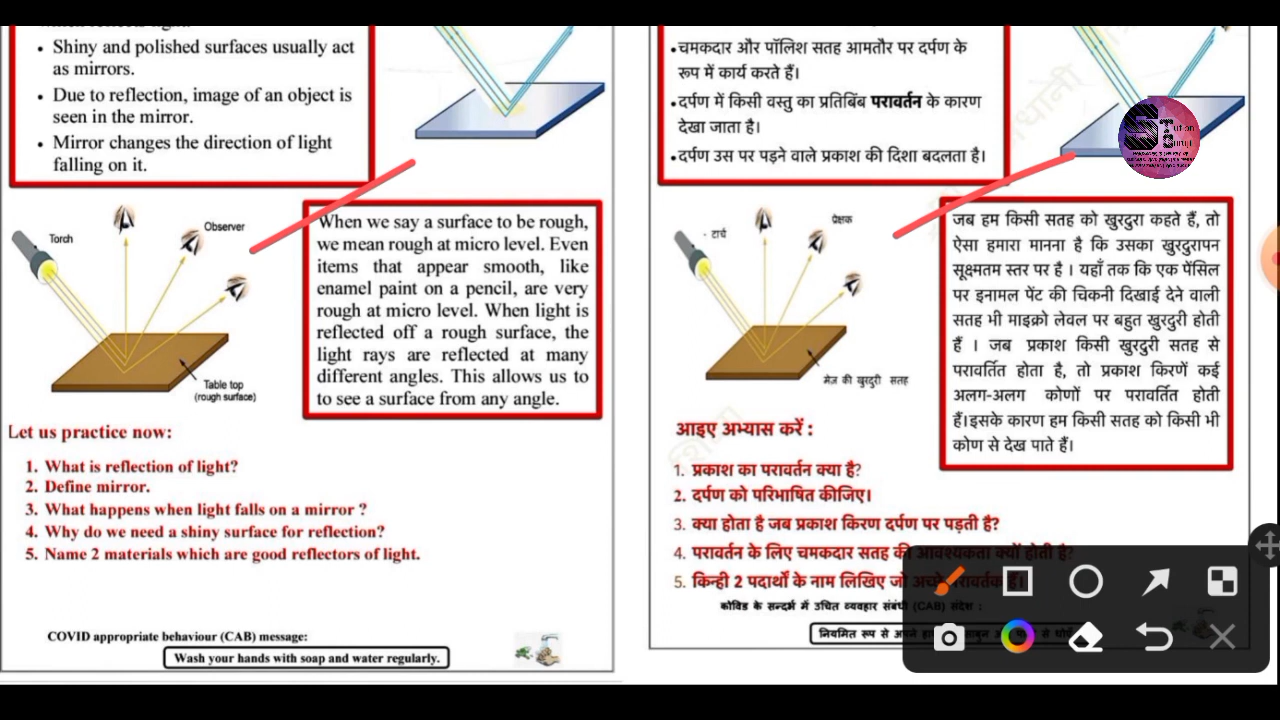 • Shiny and polished surfaces usually act
as mirrors.
• Due to reflection, image of an object is
seen in the mirror.
• Mirror changes the direction of light
falling on it.
Torch
Observer
Table top
(rough surface)
When we say a surface to be rough,
we mean rough at micro level. Even
items that appear smooth, like
enamel paint on a pencil, are very
rough at micro level. When light is
reflected off a rough surface, the
light rays are reflected at many
different angles. This allows us to
to see a surface from any angle.
Let us practice now:
1. What is reflection of light?
2. Define mirror.
3. What happens when light falls on a mirror ?
4. Why do we need a shiny surface for reflection?
5. Name 2 materials which are good reflectors of light.
COVID appropriate behaviour (CAB) message:
Wash your hands with soap and water regularly.
•चमकदार और पॉलिश सतह आमतौर पर दर्पण के
रूप में कार्य करते हैं।
•दर्पण में किसी वस्तु का प्रतिबिंब परावर्तन के कारण
देखा जाता है।
•दर्पण उस पर पड़ने वाले प्रकाश की दिशा बदलता है।
टार्च
प्रेक्षक
मेज़ की खुरदुरी सतह
जब हम किसी सतह को खुरदुरा कहते हैं, तो
ऐसा हमारा मानना है कि उसका खुरदुरापन
सूक्ष्मतम स्तर पर है । यहाँ तक कि एक पेंसिल
पर इनामल पेंट की चिकनी दिखाई देने वाली
सतह भी माइक्रो लेवल पर बहुत खुरदुरी होती
हैं । जब प्रकाश किसी खुरदुरी सतह से
परावर्तित होता है, तो प्रकाश किरणें कई
अलग-अलग कोणों पर परावर्तित होती
हैं।इसके कारण हम किसी सतह को किसी भी
कोण से देख पाते हैं।
आइए अभ्यास करें :
1. प्रकाश का परावर्तन क्या है?
2. दर्पण को परिभाषित कीजिए।
3. क्या होता है जब प्रकाश किरण दर्पण पर पड़ती है?
4. परावर्तन के लिए चमकदार सतह की आवश्यकता क्यों होती है?
5. किन्ही 2 पदार्थों के नाम लिखिए जो अच्छे परावर्तक हैं।
कोविड के सन्दर्भ में उचित व्यवहार संबंधी (CAB) संदेश :
नियमित रूप से अपने